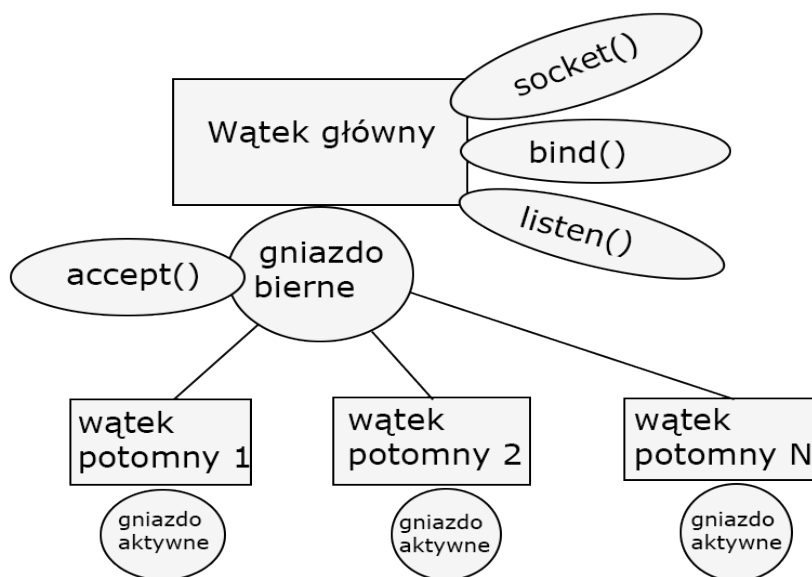 socket()
Wątek główny
bind()
listen()
gniazdo
bierne
accept()
wątek
potomny 1
wątek
potomny 2
wątek
potomny N
gniazdo
aktywne
gniazdo
aktywne
gniazdo
aktywne